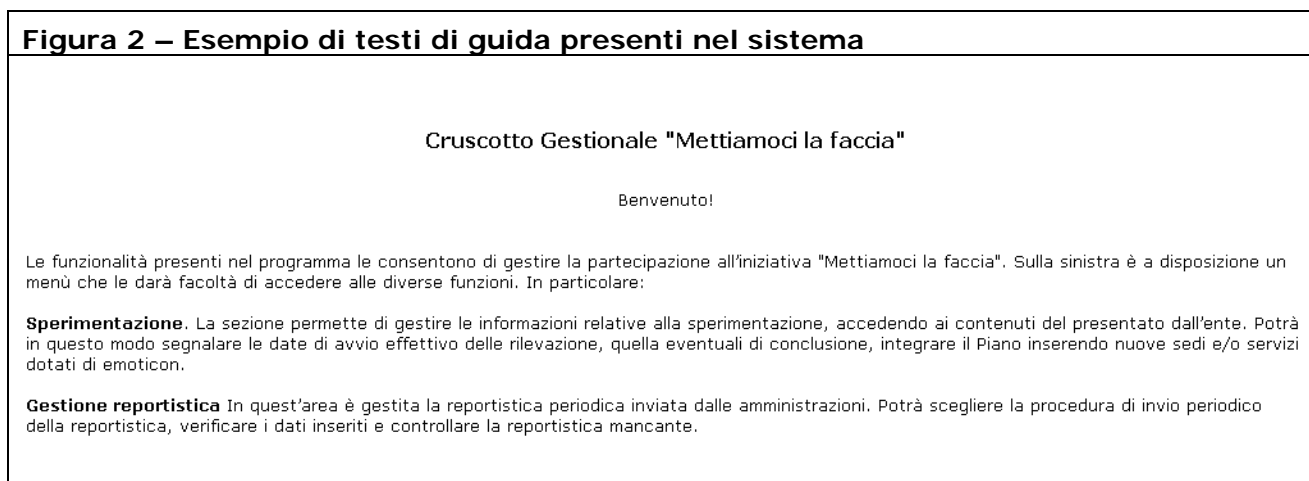 Figura 2 – Esempio di testi di guida presenti nel sistema
Cruscotto Gestionale "Mettiamoci la faccia"
Benvenuto!
Le funzionalità presenti nel programma le consentono di gestire la partecipazione all'iniziativa "Mettiamoci la faccia". Sulla sinistra è a disposizione un
menù che le darà facoltà di accedere alle diverse funzioni. In particolare:
Sperimentazione. La sezione permette di gestire le informazioni relative alla sperimentazione, accedendo ai contenuti del presentato dall'ente. Potrà
in questo modo segnalare le date di avvio effettivo delle rilevazione, quella eventuali di conclusione, integrare il Piano inserendo nuove sedi e/o servizi
dotati di emoticon.
Gestione reportistica In quest'area è gestita la reportistica periodica inviata dalle amministrazioni. Potrà scegliere la procedura di invio periodico
della reportistica, verificare i dati inseriti e controllare la reportistica mancante.